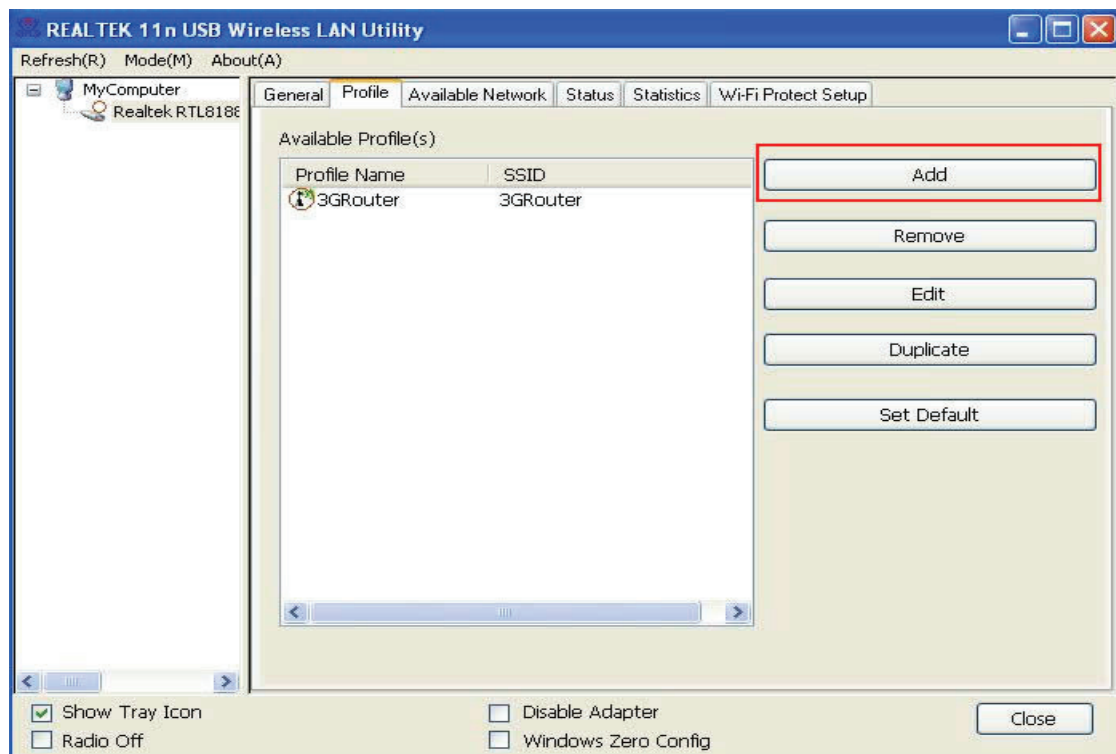 REALTEK 11n USB Wireless LAN Utility
Refresh(R) Mode(M) About(A)
MyComputer
Realtek RTL8188
General Profile Available Network Status Statistics Wi-Fi Protect Setup
Available Profile(s)
Profile Name SSID
3GRouter 3GRouter
Add
Remove
Edit
Duplicate
Set Default
Show Tray Icon
Radio Off
Disable Adapter
Windows Zero Config
Close